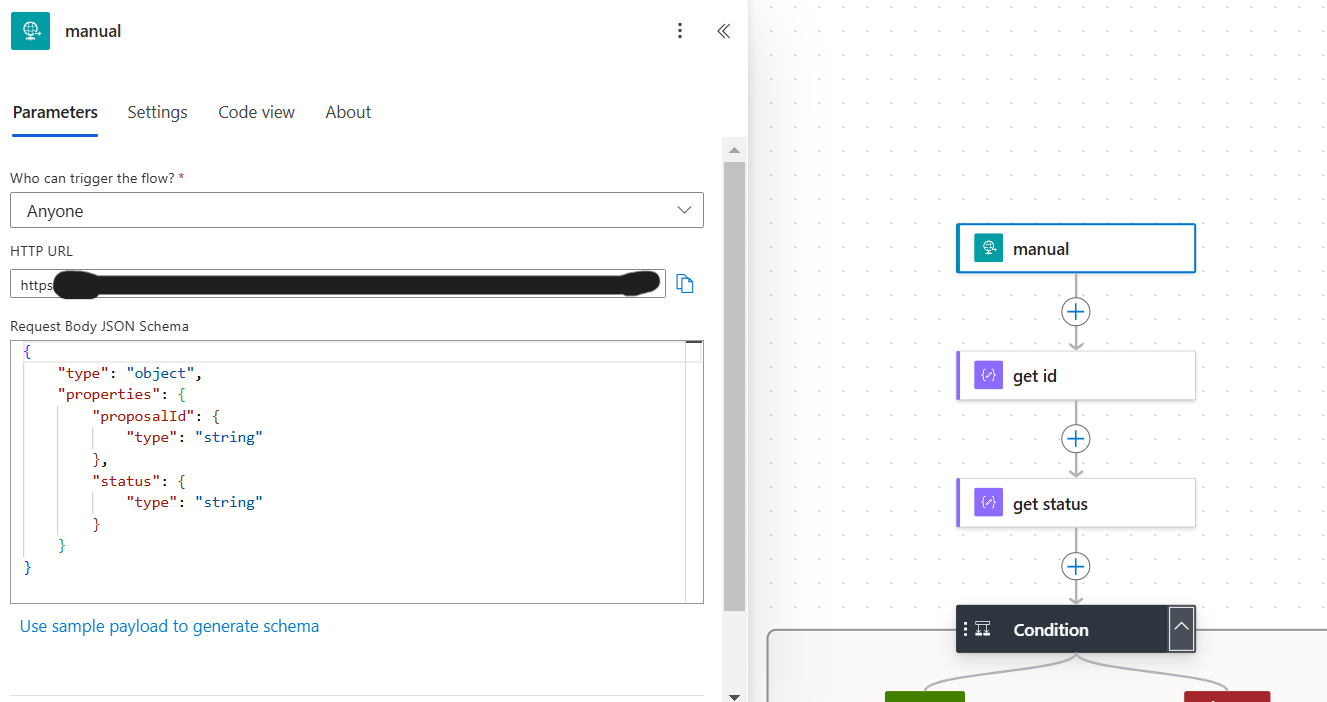 manual
Parameters Settings Code view About
Who can trigger the flow? *
Anyone
HTTP URL
https
Request Body JSON Schema
{
"type": "object",
"properties": {
"proposalId": {
"type": "string"
},
"status": {
"type": "string"
}
}
}
Use sample payload to generate schema
manual
get id
get status
Condition